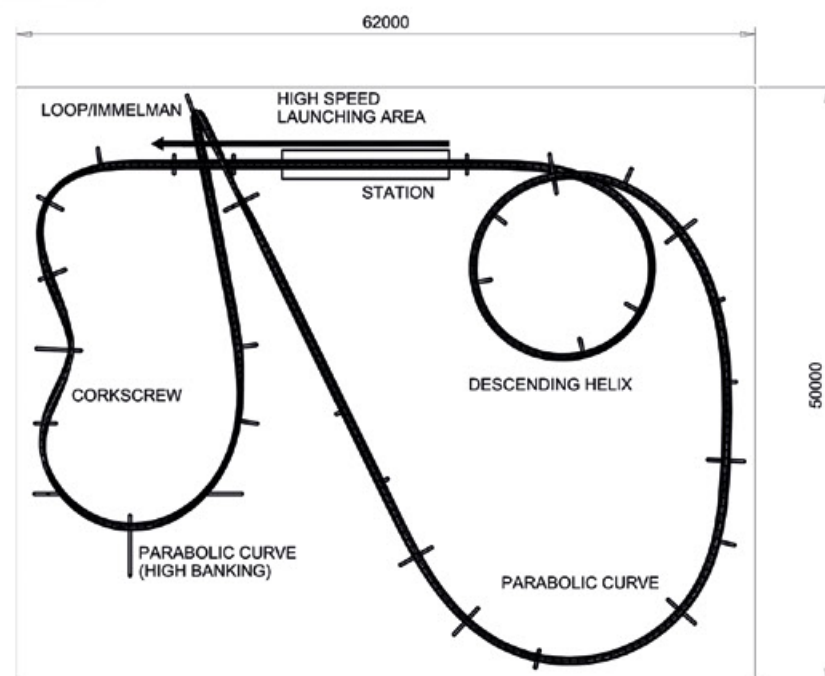 62000
LOOP/IMMELMAN
HIGH SPEED
LAUNCHING AREA
STATION
50000
DESCENDING HELIX
CORKSCREW
PARABOLIC CURVE
(HIGH BANKING)
PARABOLIC CURVE